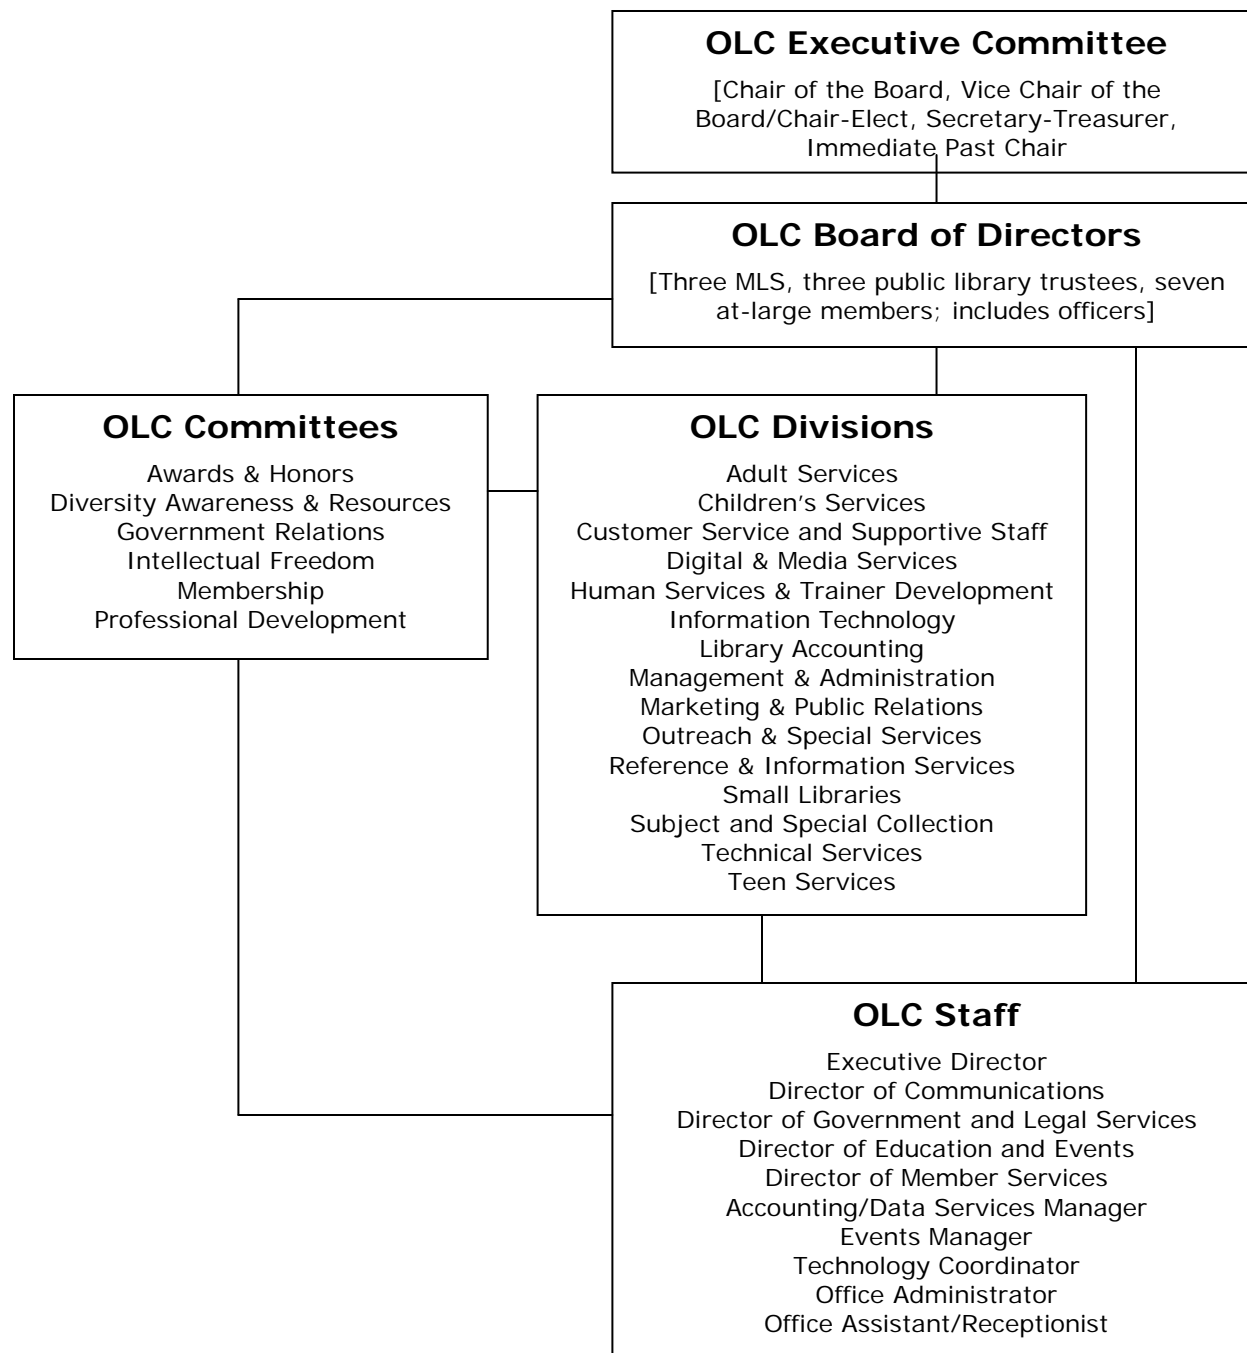 OLC Executive Committee
[Chair of the Board, Vice Chair of the
Board/Chair-Elect, Secretary-Treasurer,
Immediate Past Chair
OLC Board of Directors
[Three MLS, three public library trustees, seven
at-large members; includes officers]
OLC Committees
Awards & Honors
Diversity Awareness & Resources
Government Relations
Intellectual Freedom
Membership
Professional Development
OLC Divisions
Adult Services
Children’s Services
Customer Service and Supportive Staff
Digital & Media Services
Human Services & Trainer Development
Information Technology
Library Accounting
Management & Administration
Marketing & Public Relations
Outreach & Special Services
Reference & Information Services
Small Libraries
Subject and Special Collection
Technical Services
Teen Services
OLC Staff
Executive Director
Director of Communications
Director of Government and Legal Services
Director of Education and Events
Director of Member Services
Accounting/Data Services Manager
Events Manager
Technology Coordinator
Office Administrator
Office Assistant/Receptionist